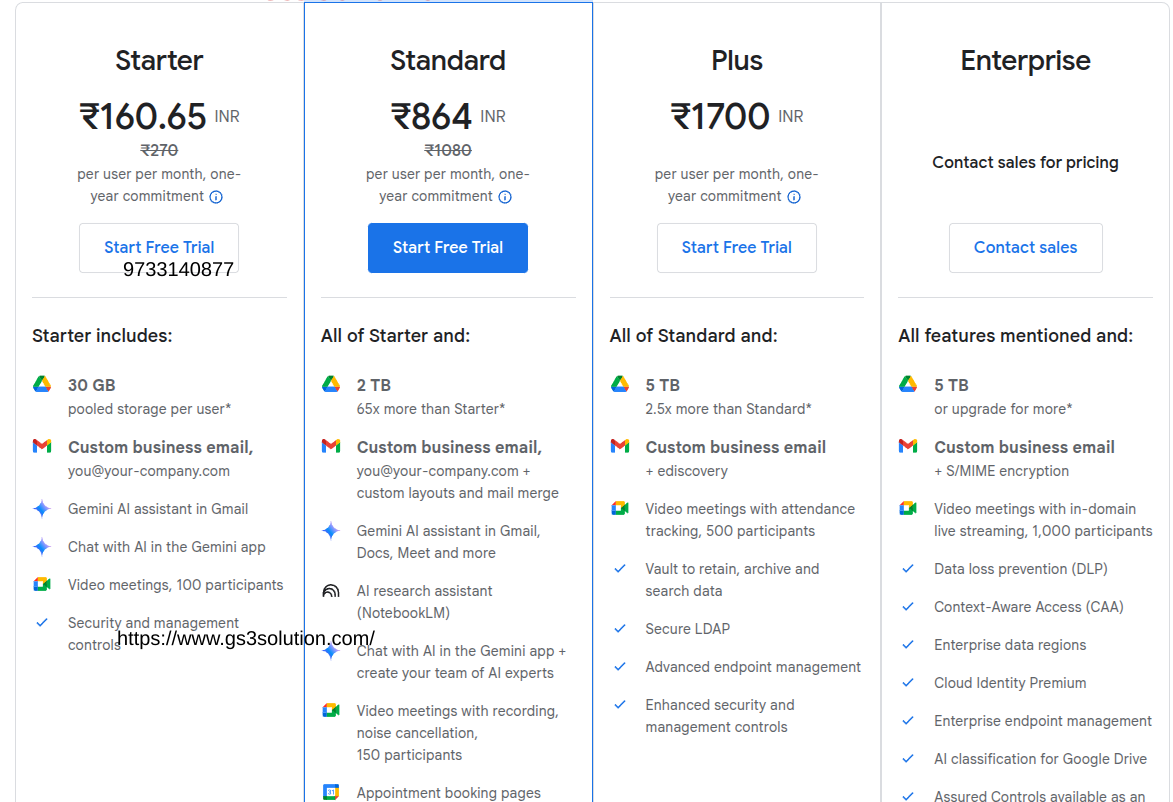 Starter
₹160.65 INR
₹270
per user per month, one-
year commitment
Start Free Trial
9733140877
Starter includes:
30 GB
pooled storage per user*
Custom business email,
you@your-company.com
Gemini AI assistant in Gmail
Chat with AI in the Gemini app
Video meetings, 100 participants
Security and management
controls
https://www.gs3solution.com/
Standard
₹864 INR
₹1080
per user per month, one-
year commitment
Start Free Trial
All of Starter and:
2 TB
65x more than Starter*
Custom business email,
you@your-company.com +
custom layouts and mail merge
Gemini AI assistant in Gmail,
Docs, Meet and more
AI research assistant
(NotebookLM)
Chat with AI in the Gemini app +
create your team of AI experts
Video meetings with recording,
noise cancellation,
150 participants
31
Appointment booking pages
Plus
₹1700 INR
per user per month, one-
year commitment
Start Free Trial
All of Standard and:
5 TB
2.5x more than Standard*
Custom business email
+ ediscovery
Video meetings with attendance
tracking, 500 participants
Vault to retain, archive and
search data
Secure LDAP
Advanced endpoint management
Enhanced security and
management controls
Enterprise
Contact sales for pricing
Contact sales
All features mentioned and:
5 TB
or upgrade for more*
Custom business email
+ S/MIME encryption
Video meetings with in-domain
live streaming, 1,000 participants
Data loss prevention (DLP)
Context-Aware Access (CAA)
Enterprise data regions
Cloud Identity Premium
Enterprise endpoint management
AI classification for Google Drive
Assured Controls available as an